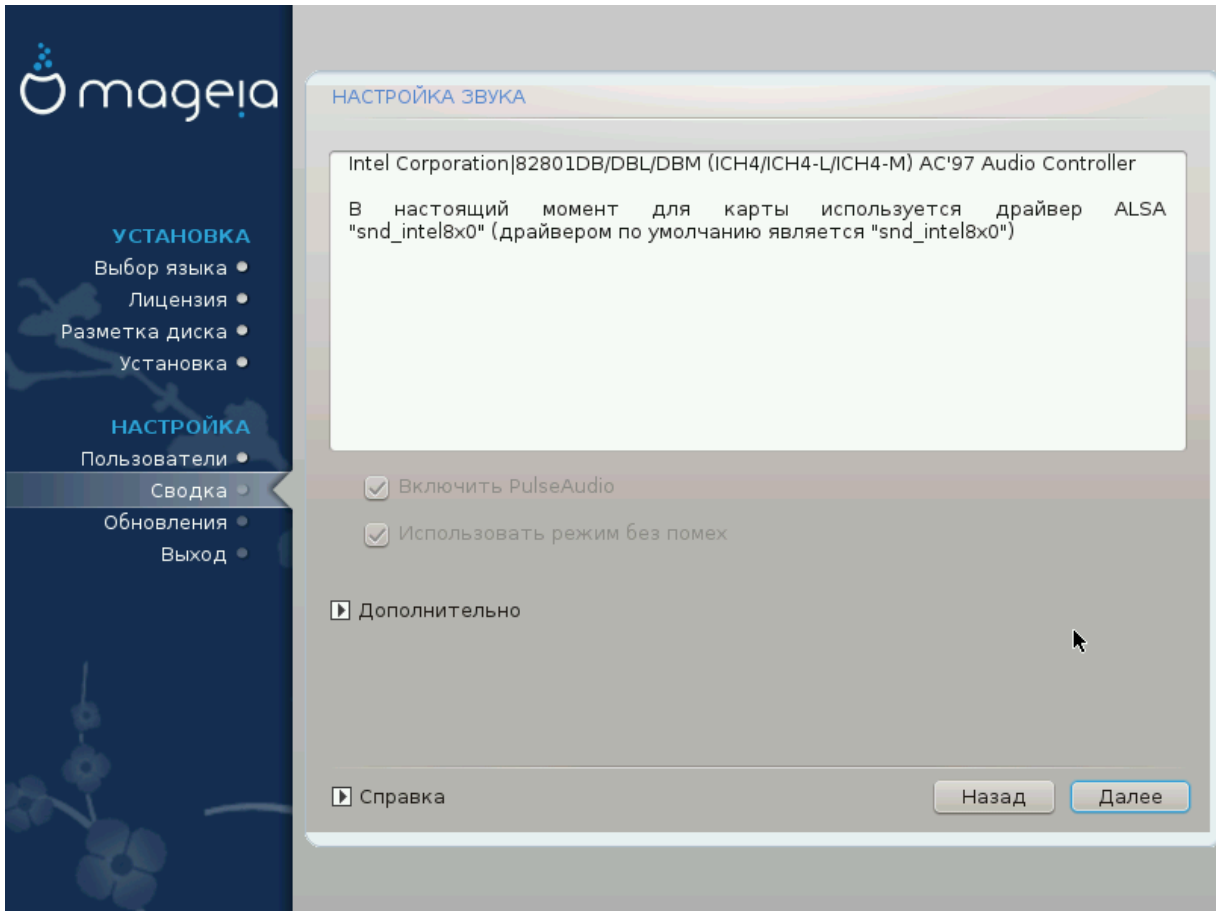 mageia
УСТАНОВКА
Выбор языка
Лицензия
Разметка диска
Установка
НАСТРОЙКА
Пользователи
Сводка
Обновления
Выход
НАСТРОЙКА ЗВУКА
Intel Corporation|82801DB/DBL/DBM (ICH4/ICH4-L/ICH4-M) AC'97 Audio Controller
В настоящий момент для карты используется драйвер ALSA
"snd_intel8x0" (драйвером по умолчанию является "snd_intel8x0")
Включить PulseAudio
Использовать режим без помех
Дополнительно
Справка
Назад
Далее